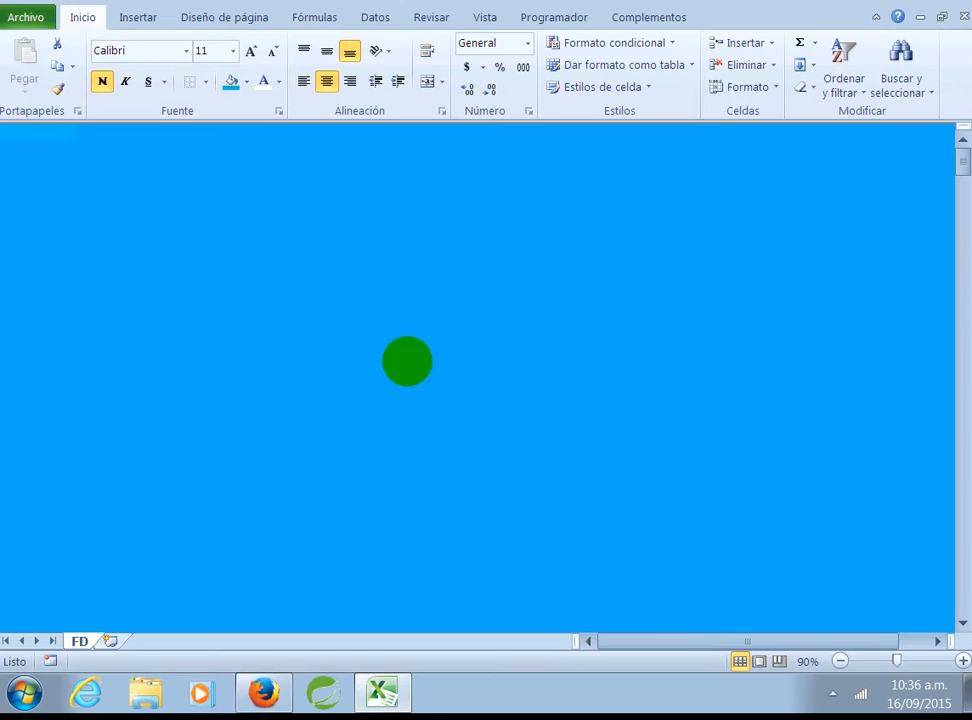 Archivo Inicio Insertar Diseño de página Fórmulas Datos Revisar Vista Programador Complementos
Pegar
Portapapeles
Calibri 11
N K S
Fuente
Alineación
General
$ % 000
Número
Formato condicional
Dar formato como tabla
Estilos de celda
Estilos
Insertar
Eliminar
Formato
Celdas
Σ
Ordenar
y filtrar
Buscar y
seleccionar
Modificar
FD
Listo 90%
10:36 a.m.
16/09/2015